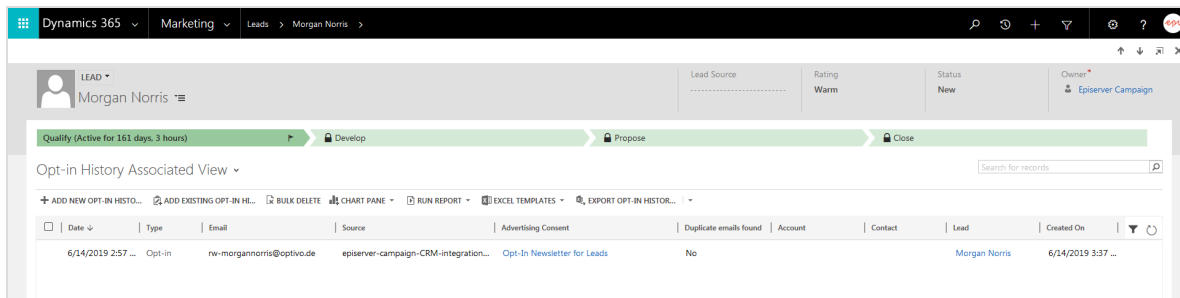 Dynamics 365 Marketing Leads > Morgan Norris > ?
LEAD Lead Source Rating Status Owner*
Morgan Norris Warm New Episerver Campaign
Qualify (Active for 161 days, 3 hours) Develop Propose Close
Opt-in History Associated View Search for records
ADD NEW OPT-IN HISTO... ADD EXISTING OPT-IN HI... BULK DELETE CHART PANE RUN REPORT EXCEL TEMPLATES EXPORT OPT-IN HISTOR...
Date Type Email Source Advertising Consent Duplicate emails found Account Contact Lead Created On
6/14/2019 2:57 ... Opt-in rw-morgannorris@optivo.de episerver-campaign-CRM-integration... Opt-In Newsletter for Leads No Morgan Norris 6/14/2019 3:37 ...